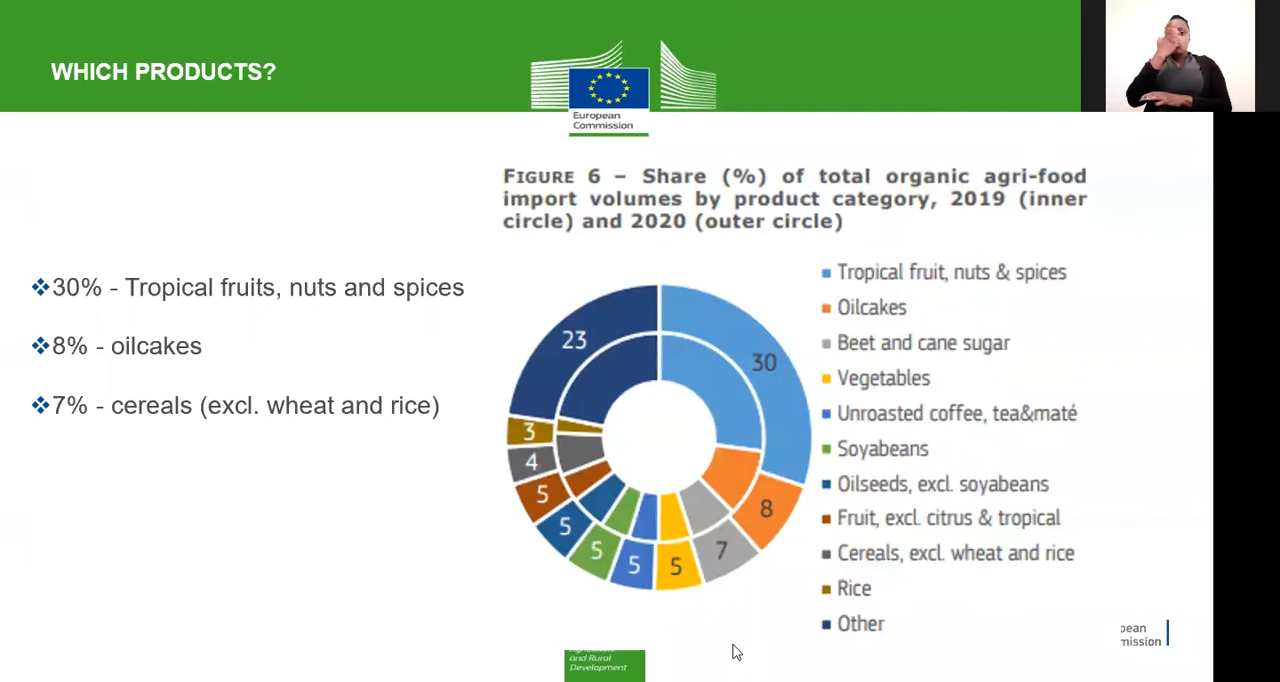 WHICH PRODUCTS?
European
Commission
FIGURE 6 – Share (%) of total organic agri-food
import volumes by product category, 2019 (inner
circle) and 2020 (outer circle)
❖30% - Tropical fruits, nuts and spices
❖8% - oilcakes
❖7% - cereals (excl. wheat and rice)
30
8
7
5
5
5
5
5
4
3
23
Tropical fruit, nuts & spices
Oilcakes
Beet and cane sugar
Vegetables
Unroasted coffee, tea&maté
Soyabeans
Oilseeds, excl. soyabeans
Fruit, excl. citrus & tropical
Cereals, excl. wheat and rice
Rice
Other
pean
mission
and Rural
Development